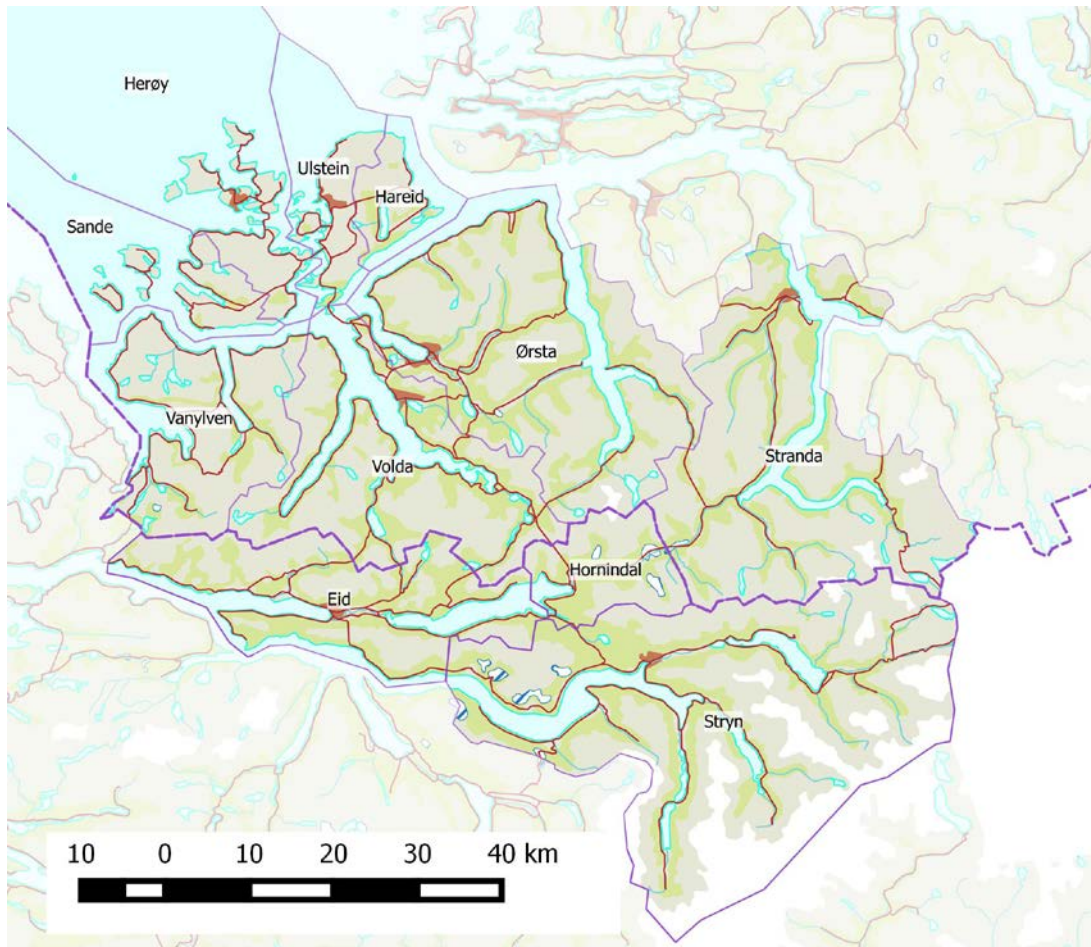 Herøy
Ulstein
Hareid
Sande
Ørsta
Vanylven
Volda
Stranda
Hornindal
Eid
Stryn
10 0 10 20 30 40 km